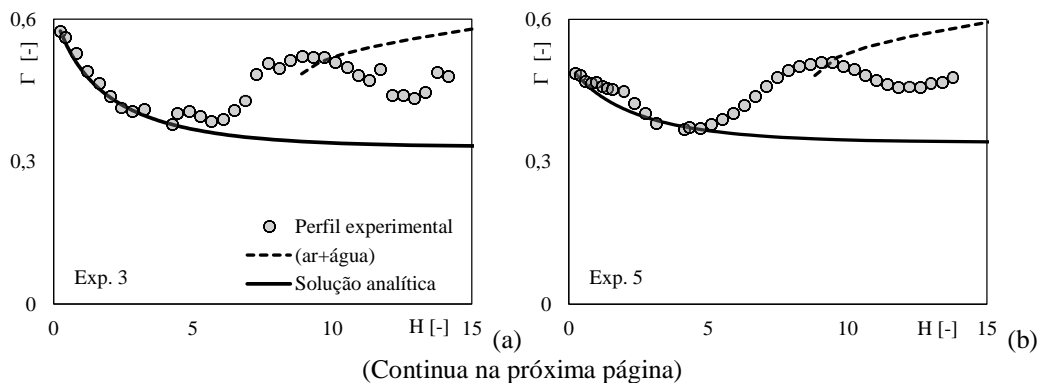 0,6
Γ [-]
0,3
0
Perfil experimental
(ar+água)
Solução analítica
Exp. 3
0 5 10 H [-] 15 (a)
0,6
Γ [-]
0,3
0
Exp. 5
0 5 10 H [-] 15 (b)
(Continua na próxima página)